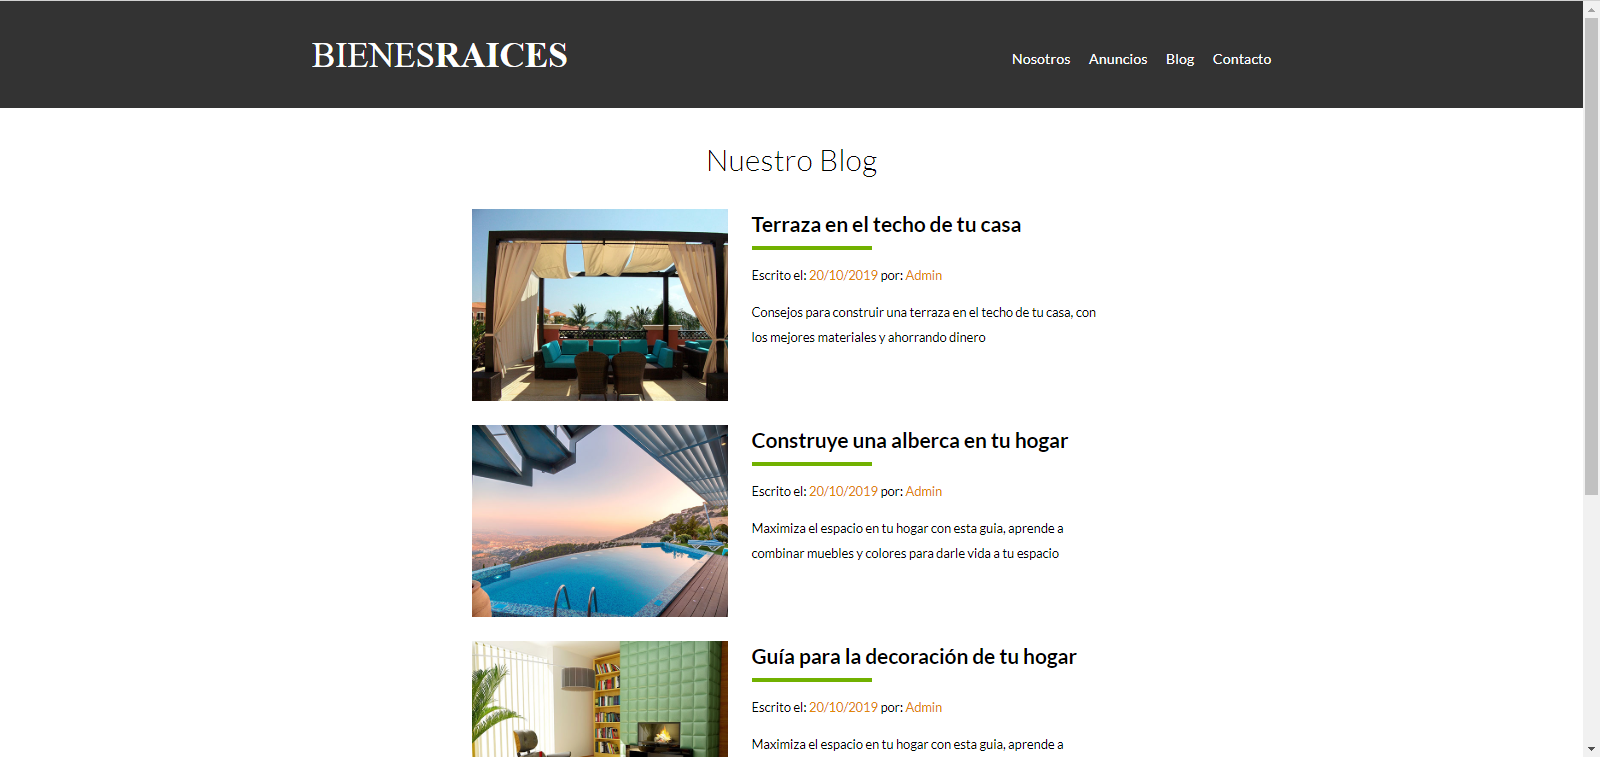 BIENESRAICES
Nosotros Anuncios Blog Contacto
Nuestro Blog
Terraza en el techo de tu casa
Escrito el: 20/10/2019 por: Admin
Consejos para construir una terraza en el techo de tu casa, con
los mejores materiales y ahorrando dinero
Construye una alberca en tu hogar
Escrito el: 20/10/2019 por: Admin
Maximiza el espacio en tu hogar con esta guia, aprende a
combinar muebles y colores para darle vida a tu espacio
Guía para la decoración de tu hogar
Escrito el: 20/10/2019 por: Admin
Maximiza el espacio en tu hogar con esta guia, aprende a